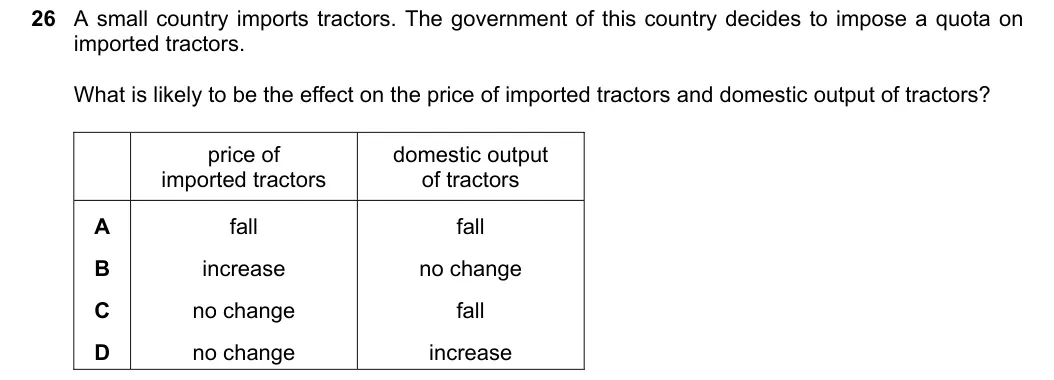 26 A small country imports tractors. The government of this country decides to impose a quota on
imported tractors.
What is likely to be the effect on the price of imported tractors and domestic output of tractors?
price of imported tractors domestic output of tractors
A fall fall
B increase no change
C no change fall
D no change increase